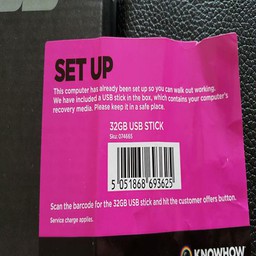 SET UP
This computer has already been set up so you can walk out working.
We have included a USB stick in the box, which contains your computer's
recovery media. Please keep it in a safe place.
32GB USB STICK
Sku: 074665
5 051868 693625
Scan the barcode for the 32GB USB stick and hit the customer offers button.
Service charge applies.
KNOWHOW